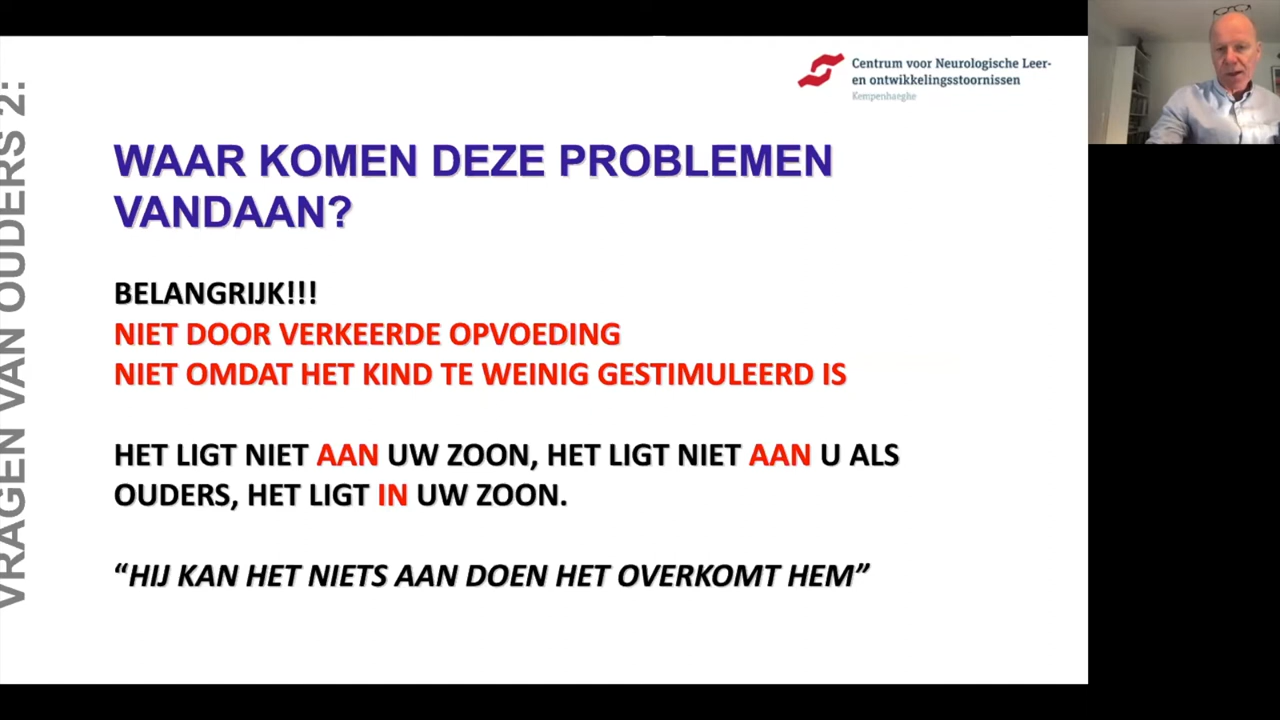 VRAGEN VAN OUDERS 2:
Centrum voor Neurologische Leer-
en ontwikkelingsstoornissen
Kempenhaeghe
WAAR KOMEN DEZE PROBLEMEN
VANDAAN?
BELANGRIJK!!!
NIET DOOR VERKEERDE OPVOEDING
NIET OMDAT HET KIND TE WEINIG GESTIMULEERD IS
HET LIGT NIET AAN UW ZOON, HET LIGT NIET AAN U ALS
OUDERS, HET LIGT IN UW ZOON.
“HIJ KAN HET NIETS AAN DOEN HET OVERKOMT HEM”